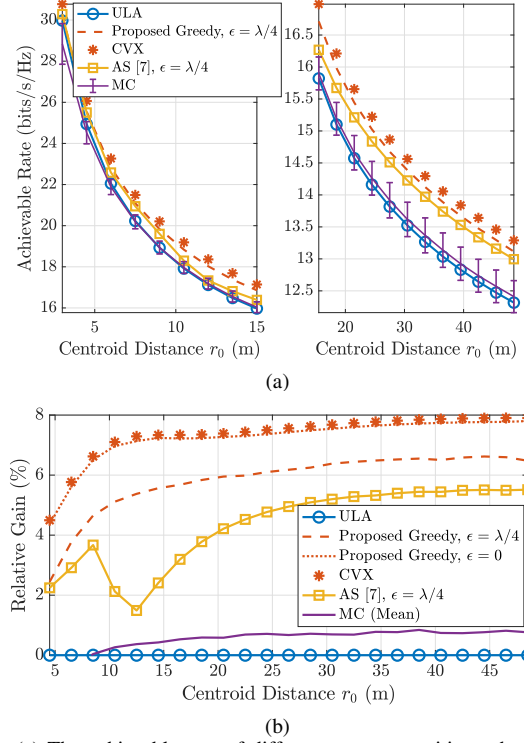 30
28
26
24
22
20
18
16
Achievable Rate (bits/s/Hz)
ULA
Proposed Greedy, ϵ = λ/4
CVX
AS [7], ϵ = λ/4
MC
5
10
15
Centroid Distance r₀ (m)
16.5
16
15.5
15
14.5
14
13.5
13
12.5
20
30
40
Centroid Distance r₀ (m)
(a)
8
6
4
2
0
Relative Gain (%)
ULA
Proposed Greedy, ϵ = λ/4
Proposed Greedy, ϵ = 0
CVX
AS [7], ϵ = λ/4
MC (Mean)
5
10
15
20
25
30
35
40
45
Centroid Distance r₀ (m)
(b)